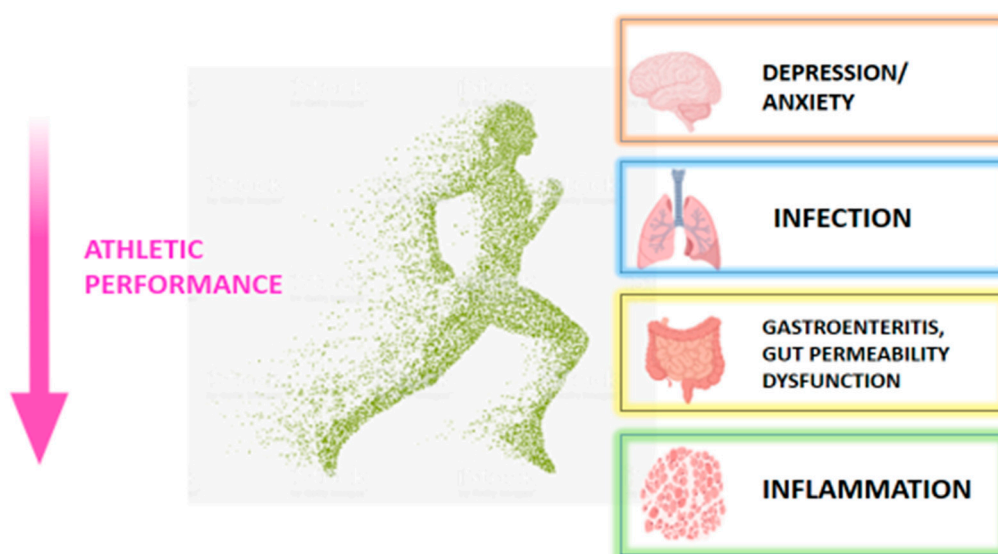 ATHLETIC
PERFORMANCE
DEPRESSION/
ANXIETY
INFECTION
GASTROENTERITIS,
GUT PERMEABILITY
DYSFUNCTION
INFLAMMATION